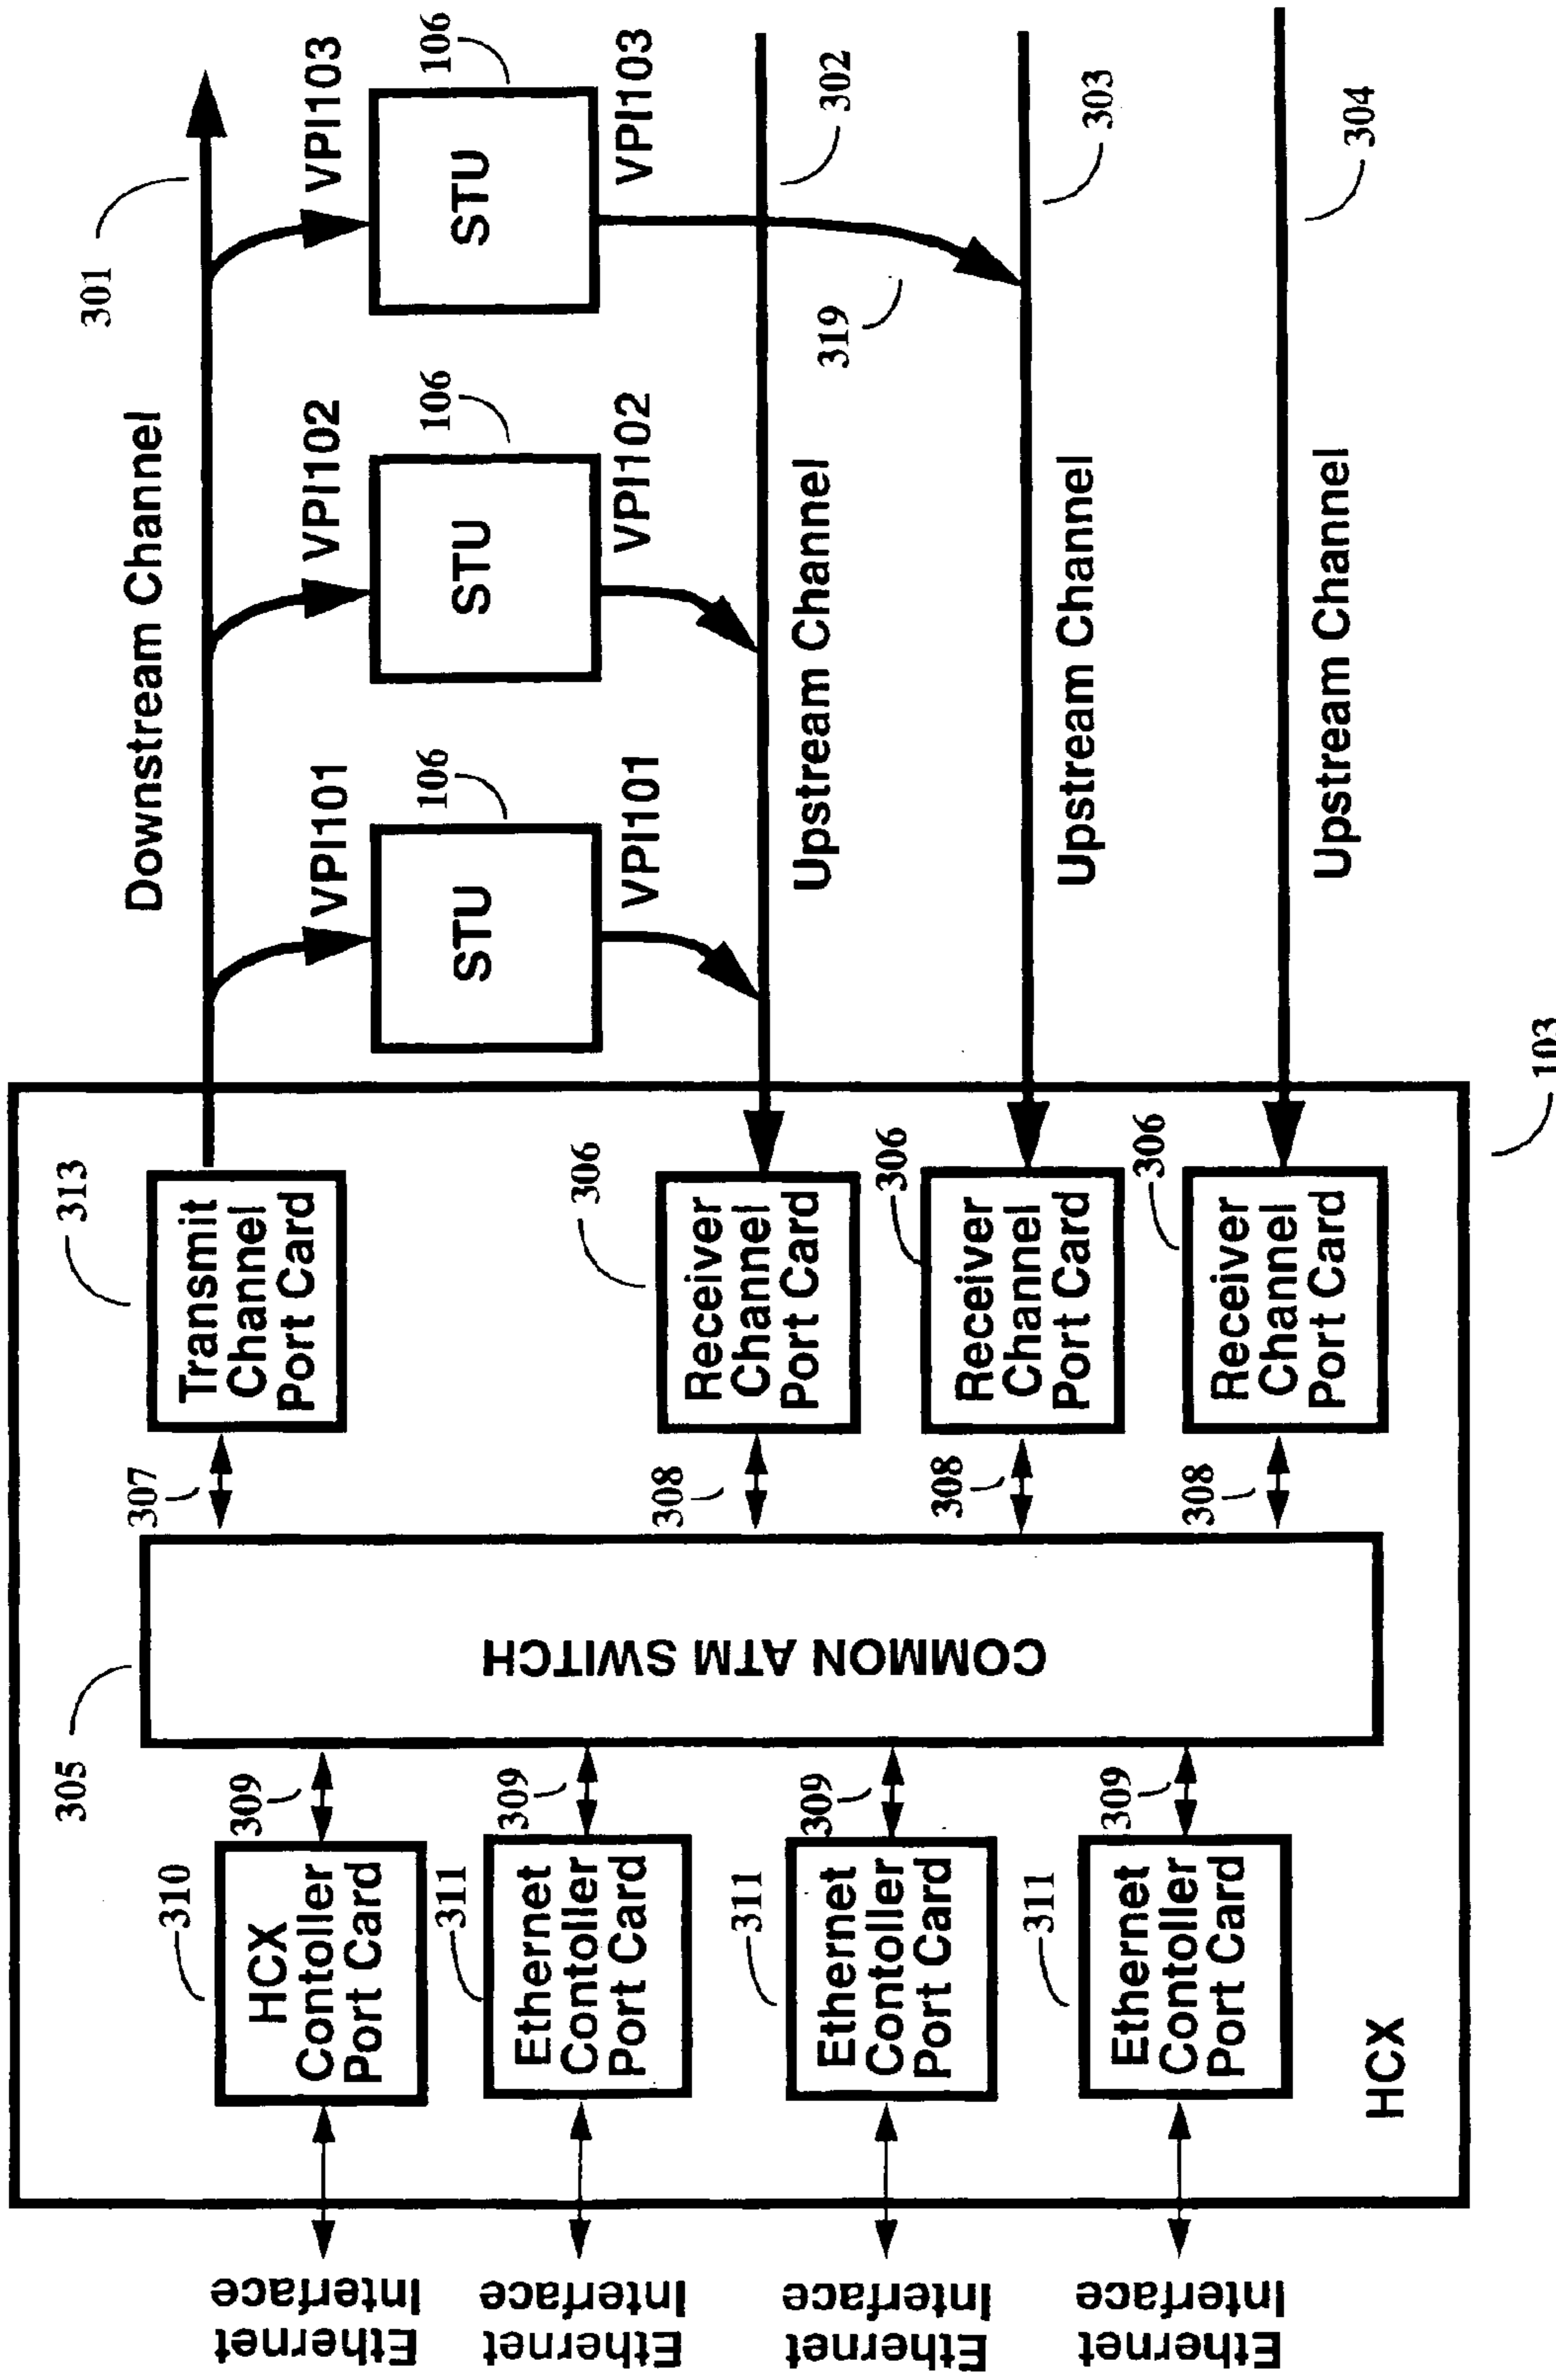 Ethernet
Interface
Ethernet
Interface
Ethernet
Interface
Ethernet
Interface
310
HCX
Contoller
Port Card
309
311
Ethernet
Contoller
Port Card
309
311
Ethernet
Contoller
Port Card
309
311
Ethernet
Contoller
Port Card
309
HCX
305
COMMON ATM SWITCH
307
308
308
308
313
Transmit
Channel
Port Card
306
Receiver
Channel
Port Card
306
Receiver
Channel
Port Card
306
Receiver
Channel
Port Card
103
Downstream Channel
301
VPI101
106
STU
VPI101
VPI102
106
STU
VPI102
VPI103
106
STU
VPI103
319
Upstream Channel
302
Upstream Channel
303
Upstream Channel
304